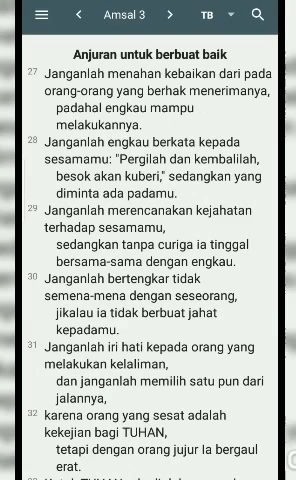 Amsal 3
TB
Anjuran untuk berbuat baik
27 Janganlah menahan kebaikan dari pada
orang-orang yang berhak menerimanya,
padahal engkau mampu
melakukannya.
28 Janganlah engkau berkata kepada
sesamamu: "Pergilah dan kembalilah,
besok akan kuberi," sedangkan yang
diminta ada padamu.
29 Janganlah merencanakan kejahatan
terhadap sesamamu,
sedangkan tanpa curiga ia tinggal
bersama-sama dengan engkau.
30 Janganlah bertengkar tidak
semena-mena dengan seseorang,
jikalau ia tidak berbuat jahat
kepadamu.
31 Janganlah iri hati kepada orang yang
melakukan kelaliman,
dan janganlah memilih satu pun dari
jalannya,
32 karena orang yang sesat adalah
kekejian bagi TUHAN,
tetapi dengan orang jujur Ia bergaul
erat.